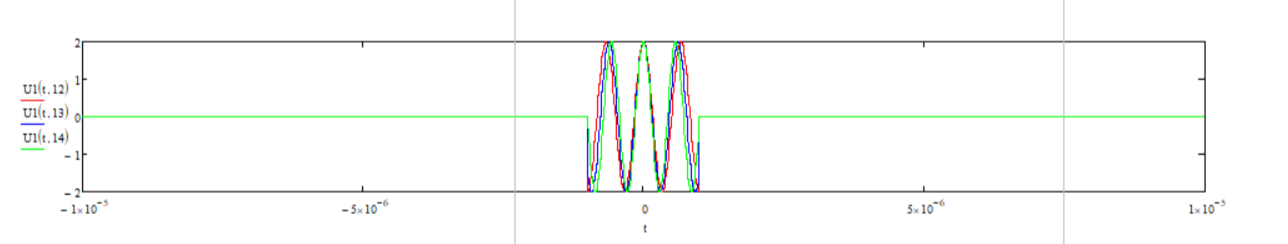 2
U1(t,12) 1
U1(t,13) 0
U1(t,14)
−1
−2
−1×10⁻⁵ −5×10⁻⁶ 0 5×10⁻⁶ 1×10⁻⁵
t